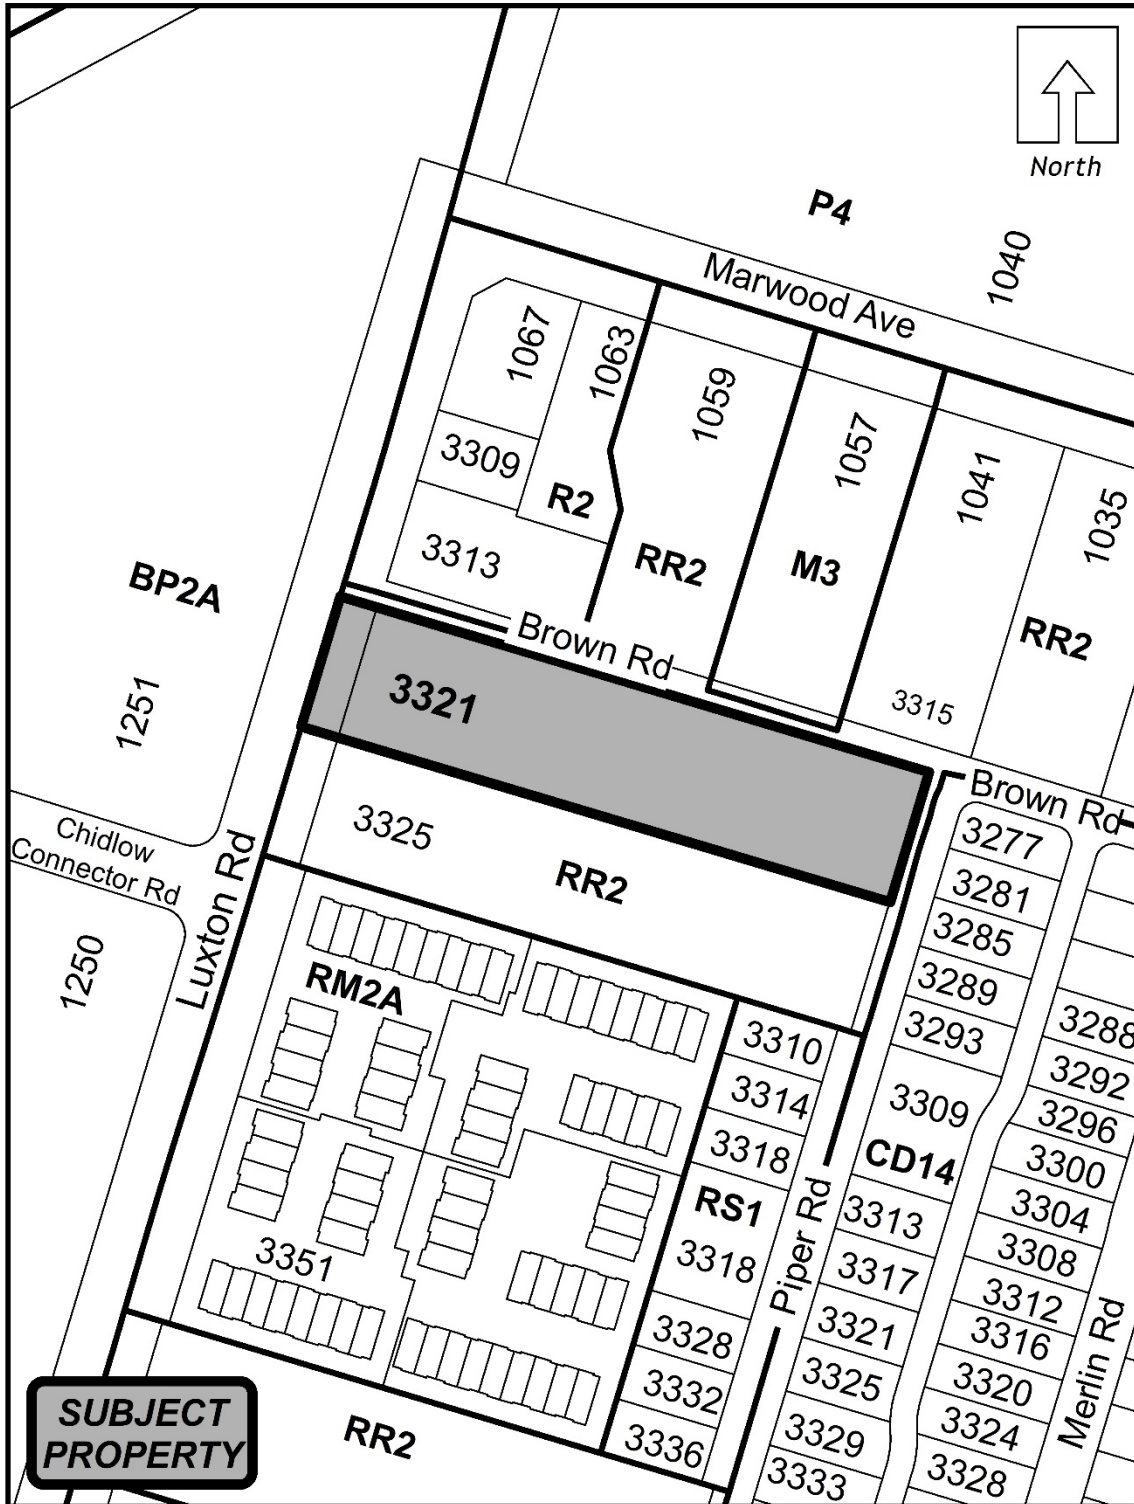 North
P4
1040
Marwood Ave
1067
1063
1059
1057
1041
1035
3309
R2
3313
RR2
M3
RR2
BP2A
Brown Rd
1251
3321
3315
Brown Rd
Chidlow
Connector Rd
3325
RR2
3277
3281
3285
3289
3293
Luxton Rd
1250
RM2A
3310
3314
3318
3309
CD14
3288
3292
3296
3300
3304
3308
3312
3316
3320
3324
3328
RS1
3318
Piper Rd
3313
3317
3321
3325
3329
3333
3351
3328
3332
3336
Merlin Rd
RR2
SUBJECT
PROPERTY